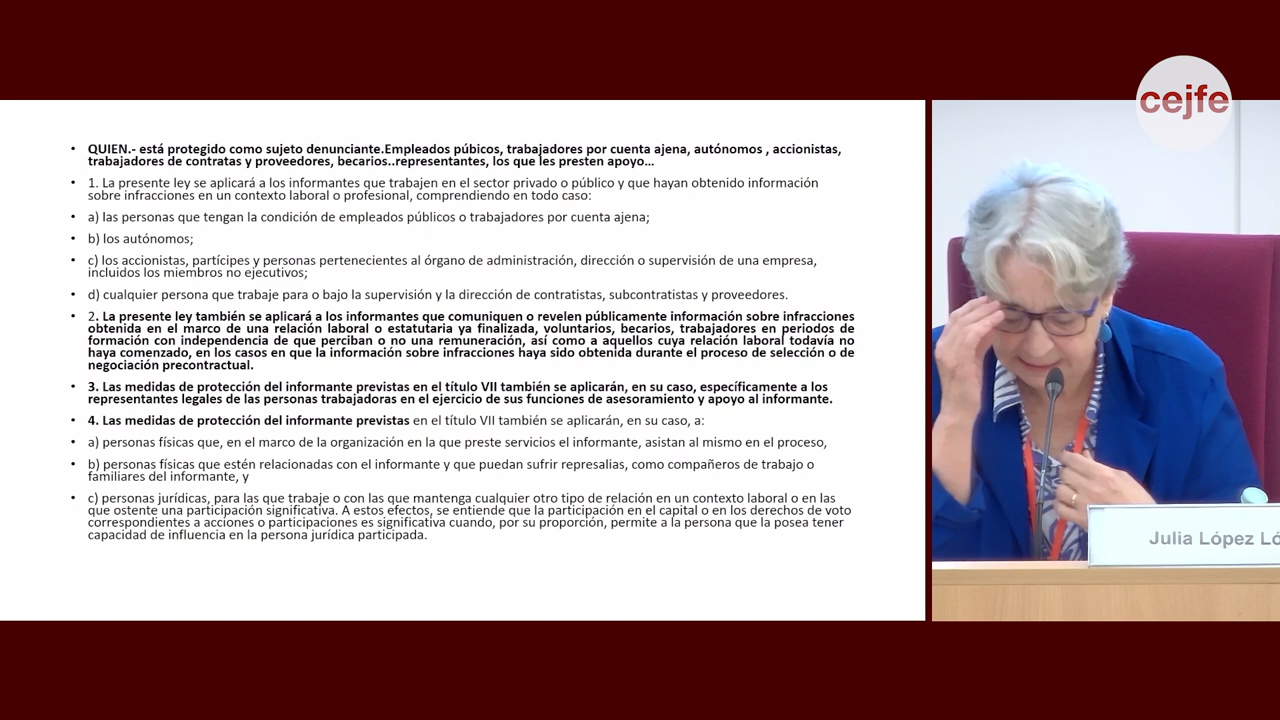 cejfe
• QUIEN.- está protegido como sujeto denunciante.Empleados púbicos, trabajadores por cuenta ajena, autónomos , accionistas,
trabajadores de contratas y proveedores, becarios..representantes, los que les presten apoyo…
• 1. La presente ley se aplicará a los informantes que trabajen en el sector privado o público y que hayan obtenido información
sobre infracciones en un contexto laboral o profesional, comprendiendo en todo caso:
• a) las personas que tengan la condición de empleados públicos o trabajadores por cuenta ajena;
• b) los autónomos;
• c) los accionistas, partícipes y personas pertenecientes al órgano de administración, dirección o supervisión de una empresa,
incluidos los miembros no ejecutivos;
• d) cualquier persona que trabaje para o bajo la supervisión y la dirección de contratistas, subcontratistas y proveedores.
• 2. La presente ley también se aplicará a los informantes que comuniquen o revelen públicamente información sobre infracciones
obtenida en el marco de una relación laboral o estatutaria ya finalizada, voluntarios, becarios, trabajadores en periodos de
formación con independencia de que perciban o no una remuneración, así como a aquellos cuya relación laboral todavía no
haya comenzado, en los casos en que la información sobre infracciones haya sido obtenida durante el proceso de selección o de
negociación precontractual.
• 3. Las medidas de protección del informante previstas en el título VII también se aplicarán, en su caso, específicamente a los
representantes legales de las personas trabajadoras en el ejercicio de sus funciones de asesoramiento y apoyo al informante.
• 4. Las medidas de protección del informante previstas en el título VII también se aplicarán, en su caso, a:
• a) personas físicas que, en el marco de la organización en la que preste servicios el informante, asistan al mismo en el proceso,
• b) personas físicas que estén relacionadas con el informante y que puedan sufrir represalias, como compañeros de trabajo o
familiares del informante, y
• c) personas jurídicas, para las que trabaje o con las que mantenga cualquier otro tipo de relación en un contexto laboral o en las
que ostente una participación significativa. A estos efectos, se entiende que la participación en el capital o en los derechos de voto
correspondientes a acciones o participaciones es significativa cuando, por su proporción, permite a la persona que la posea tener
capacidad de influencia en la persona jurídica participada.
Julia López Ló